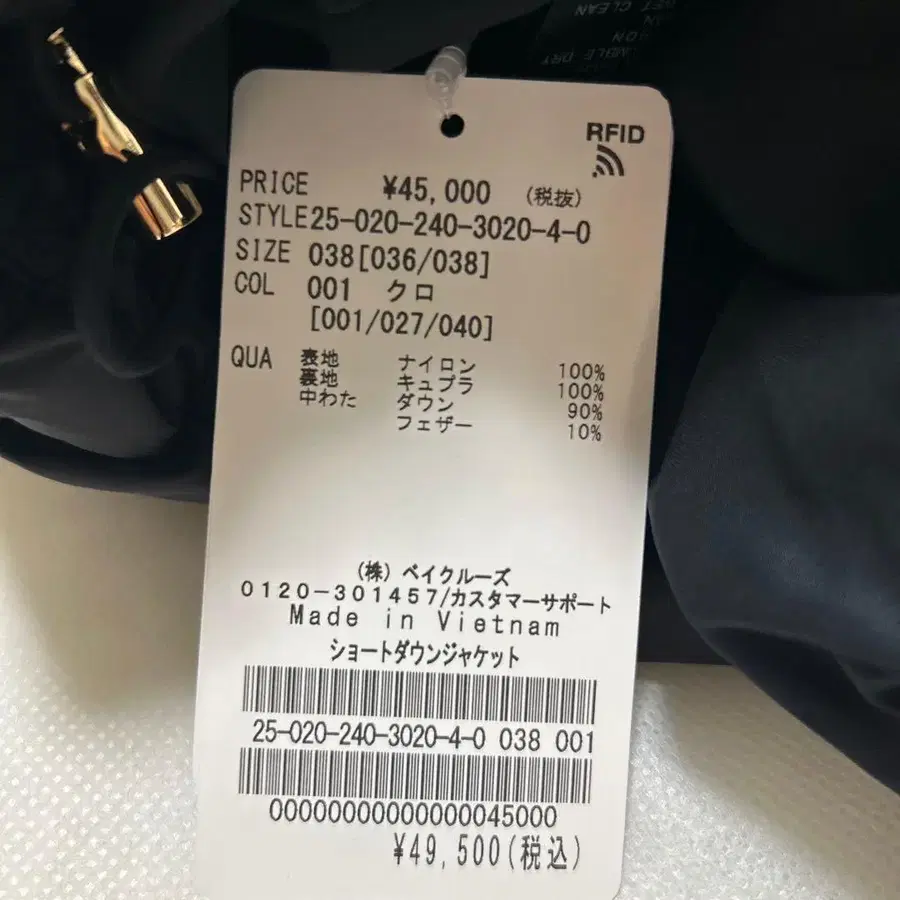 RFID
PRICE ¥45,000 (税抜)
STYLE25-020-240-3020-4-0
SIZE 038[036/038]
COL 001 クロ
[001/027/040]
QUA 表地 ナイロン 100%
裏地 キュプラ 100%
中わた ダウン 90%
フェザー 10%
(株) ベイクルーズ
0120-301457/カスタマーサポート
Made in Vietnam
ショートダウンジャケット
25-020-240-3020-4-0 038 001
00000000000000045000
¥49,500(税込)